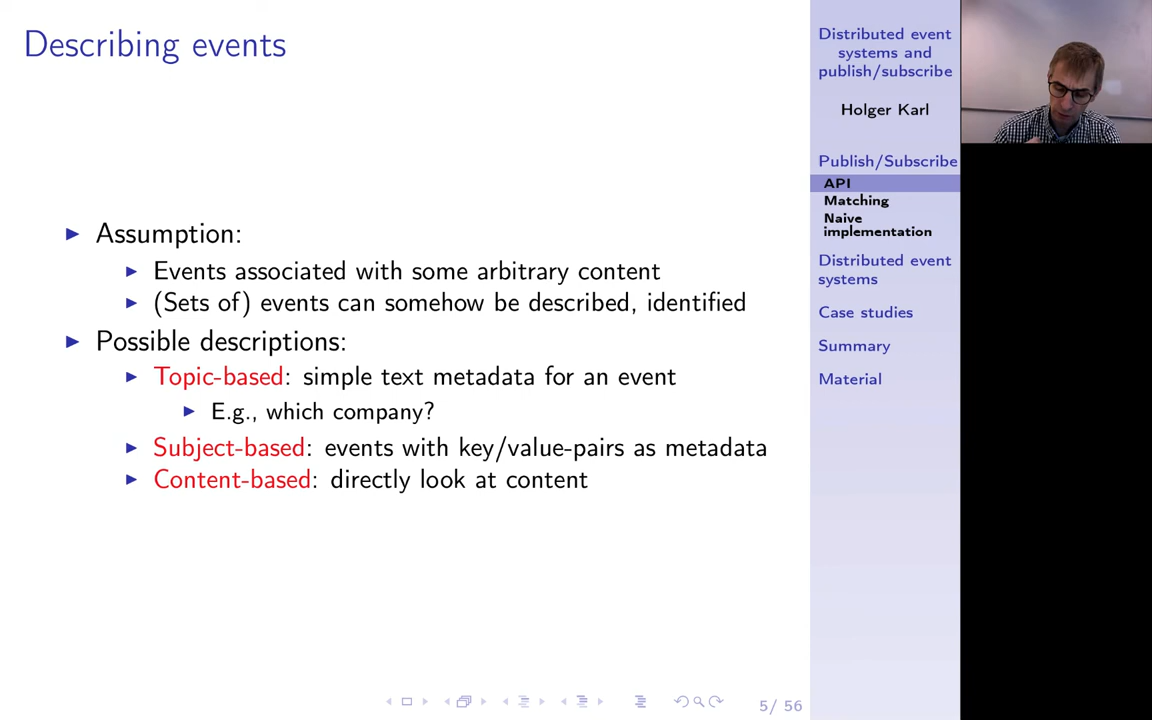 Describing events
Assumption:
Events associated with some arbitrary content
(Sets of) events can somehow be described, identified
Possible descriptions:
Topic-based: simple text metadata for an event
E.g., which company?
Subject-based: events with key/value-pairs as metadata
Content-based: directly look at content
5/ 56
Distributed event
systems and
publish/subscribe
Holger Karl
Publish/Subscribe
API
Matching
Naive
implementation
Distributed event
systems
Case studies
Summary
Material